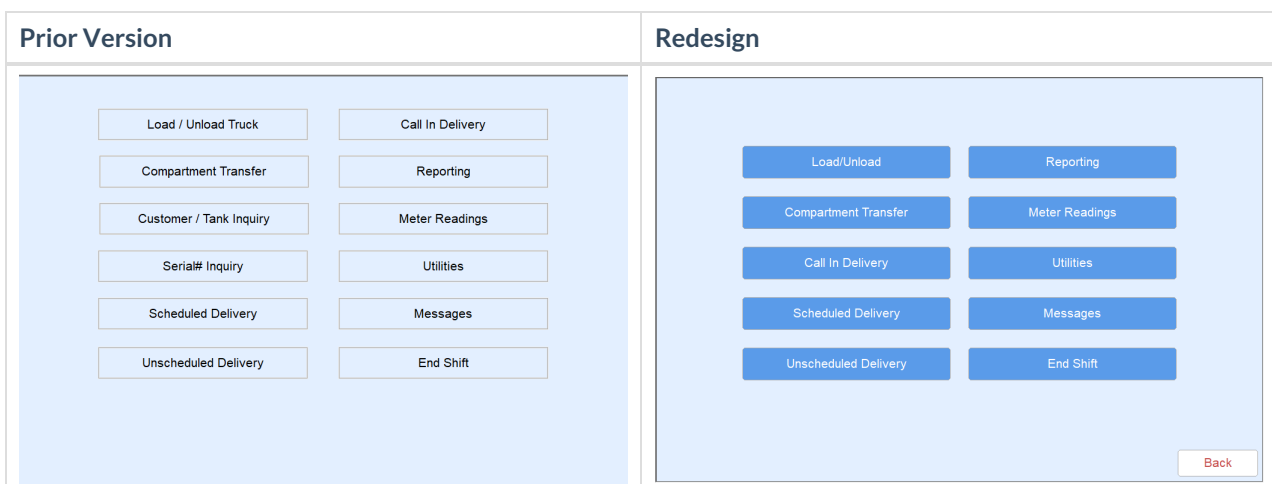 Prior Version
Redesign
Load / Unload Truck
Call In Delivery
Compartment Transfer
Reporting
Customer / Tank Inquiry
Meter Readings
Serial# Inquiry
Utilities
Scheduled Delivery
Messages
Unscheduled Delivery
End Shift
Load/Unload
Reporting
Compartment Transfer
Meter Readings
Call In Delivery
Utilities
Scheduled Delivery
Messages
Unscheduled Delivery
End Shift
Back